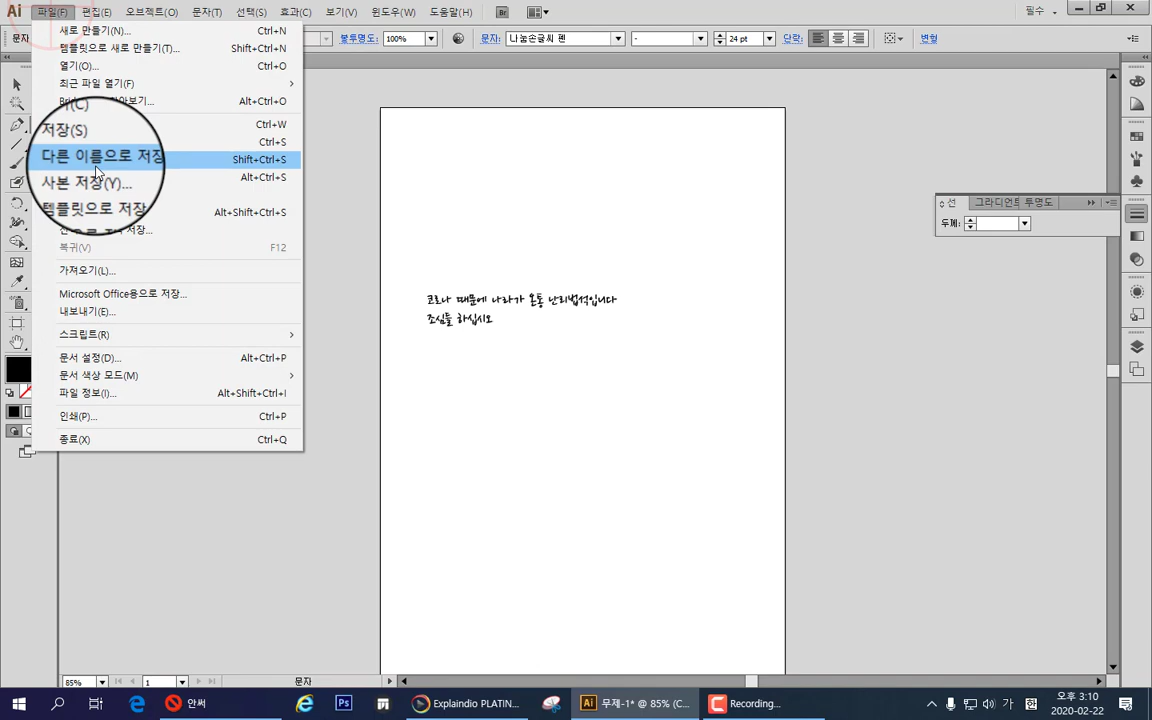 Ai 파일(F) 편집(E) 오브젝트(O) 문자(T) 선택(S) 효과(C) 보기(V) 윈도우(W) 도움말(H) Br 필수
문자 불투명도: 100% 문자: 나눔손글씨 펜 - 24 pt 단락: 변형
새로 만들기(N)... Ctrl+N
템플릿으로 새로 만들기(T)... Shift+Ctrl+N
열기(O)... Ctrl+O
최근 파일 열기(F)
Alt+Ctrl+O
Ctrl+W
저장(S) Ctrl+S
다른 이름으로 저장 Shift+Ctrl+S
사본 저장(Y)... Alt+Ctrl+S
템플릿으로 저장 Alt+Shift+Ctrl+S
복귀(V) F12
가져오기(L)...
Microsoft Office용으로 저장...
내보내기(E)...
스크립트(R)
문서 설정(D)... Alt+Ctrl+P
문서 색상 모드(M)
파일 정보(I)... Alt+Shift+Ctrl+I
인쇄(P)... Ctrl+P
종료(X) Ctrl+Q
코로나 때문에 나라가 온통 난리법석입니다
조심들 하십시오
선 그라디언트 투명도
두께:
85% 1 문자
안써 Ps Explaindio PLATIN... Ai 무제-1* @ 85% (C... Recording... 가 오후 3:10
2020-02-22